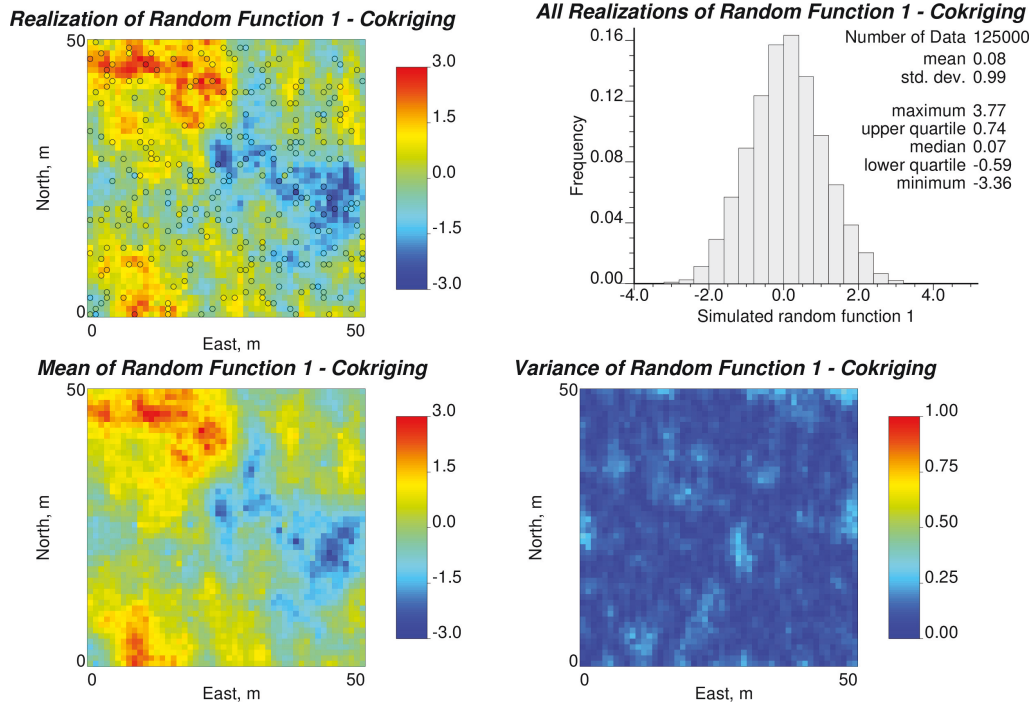 Realization of Random Function 1 - Cokriging
50
North, m
0
0
50
East, m
3.0
1.5
0.0
-1.5
-3.0
All Realizations of Random Function 1 - Cokriging
Number of Data 125000
mean 0.08
std. dev. 0.99
maximum 3.77
upper quartile 0.74
median 0.07
lower quartile -0.59
minimum -3.36
Frequency
0.16
0.12
0.08
0.04
0.00
-4.0 -2.0 0.0 2.0 4.0
Simulated random function 1
Mean of Random Function 1 - Cokriging
50
North, m
0
0 50
East, m
3.0
1.5
0.0
-1.5
-3.0
Variance of Random Function 1 - Cokriging
50
North, m
0
0 50
East, m
1.00
0.75
0.50
0.25
0.00